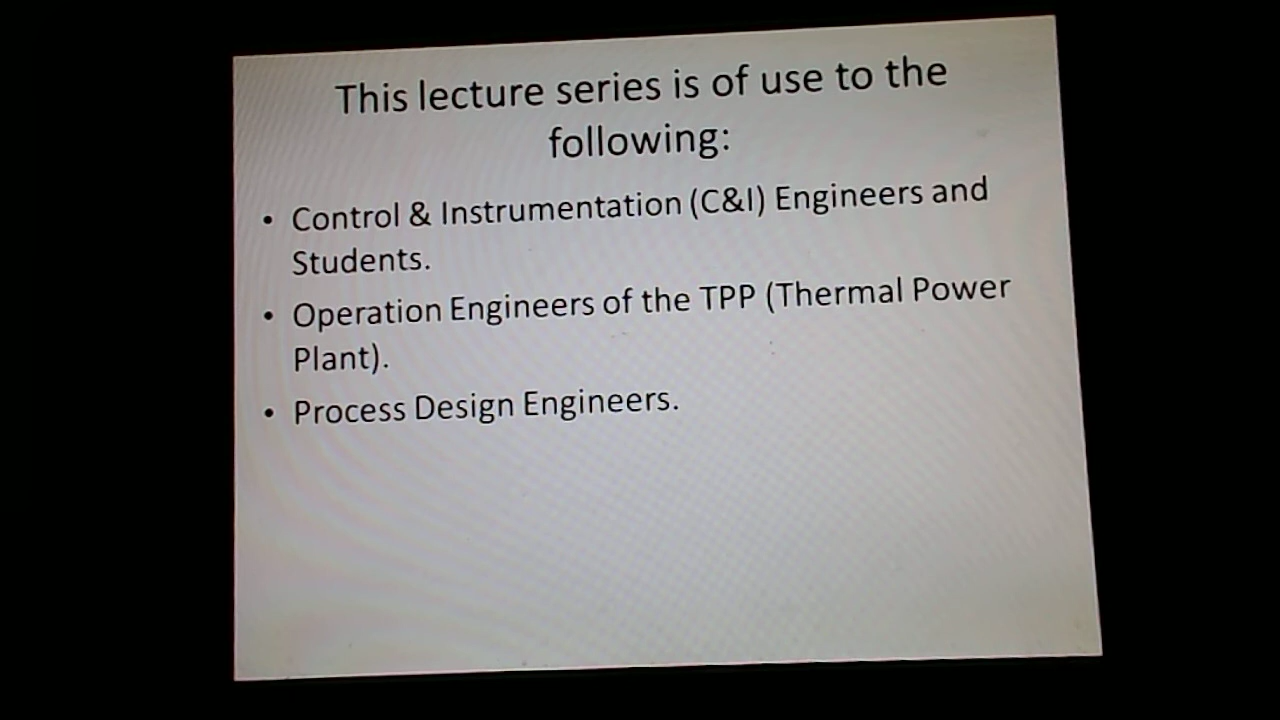 This lecture series is of use to the
following:
• Control & Instrumentation (C&I) Engineers and
Students.
• Operation Engineers of the TPP (Thermal Power
Plant).
• Process Design Engineers.